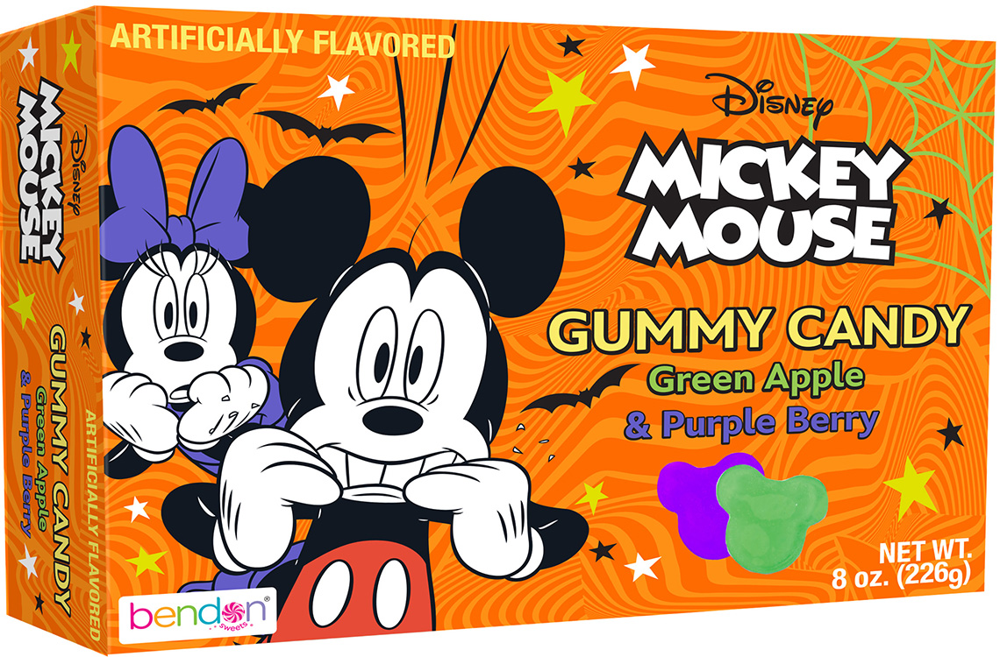 ARTIFICIALLY FLAVORED
Disney
MICKEY
MOUSE
GUMMY CANDY
Green Apple
& Purple Berry
NET WT.
8 oz. (226g)
bendon®
sweets
Disney
MICKEY
MOUSE
GUMMY CANDY
Green Apple
& Purple Berry
ARTIFICIALLY FLAVORED